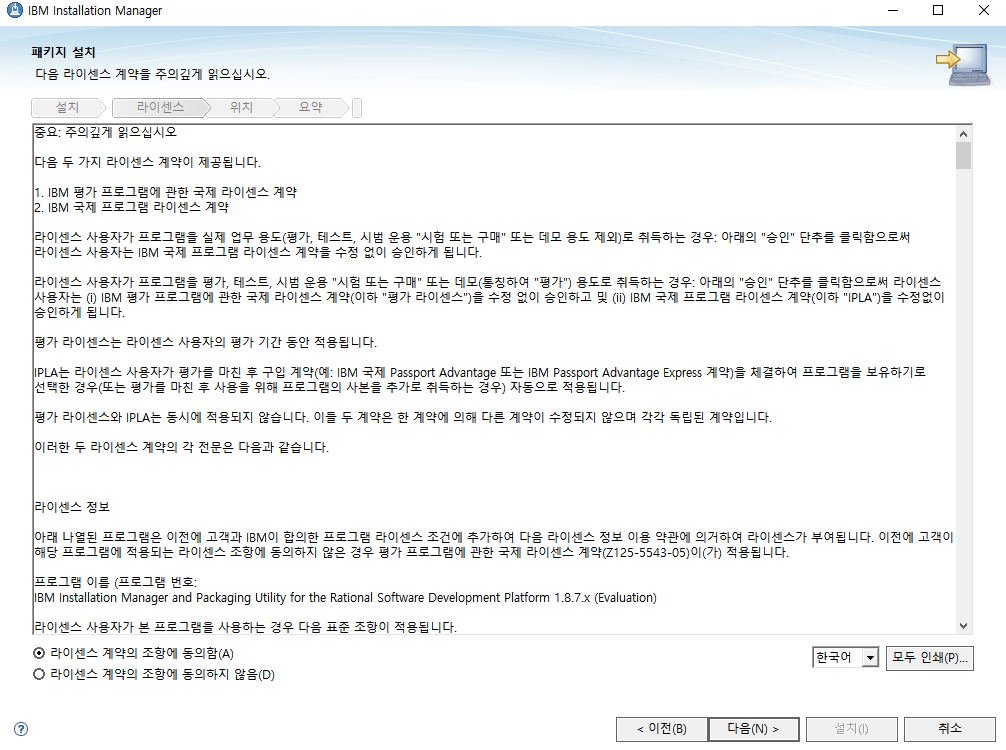 IBM Installation Manager
패키지 설치
다음 라이센스 계약을 주의깊게 읽으십시오.
설치 라이센스 위치 요약
중요: 주의깊게 읽으십시오
다음 두 가지 라이센스 계약이 제공됩니다.
1. IBM 평가 프로그램에 관한 국제 라이센스 계약
2. IBM 국제 프로그램 라이센스 계약
라이센스 사용자가 프로그램을 실제 업무 용도(평가, 테스트, 시범 운용 "시험 또는 구매" 또는 데모 용도 제외)로 취득하는 경우: 아래의 "승인" 단추를 클릭함으로써
라이센스 사용자는 IBM 국제 프로그램 라이센스 계약을 수정 없이 승인하게 됩니다.
라이센스 사용자가 프로그램을 평가, 테스트, 시범 운용 "시험 또는 구매" 또는 데모(통칭하여 "평가") 용도로 취득하는 경우: 아래의 "승인" 단추를 클릭함으로써 라이센스
사용자는 (i) IBM 평가 프로그램에 관한 국제 라이센스 계약(이하 "평가 라이센스")을 수정 없이 승인하고 및 (ii) IBM 국제 프로그램 라이센스 계약(이하 "IPLA")을 수정없이
승인하게 됩니다.
평가 라이센스는 라이센스 사용자의 평가 기간 동안 적용됩니다.
IPLA는 라이센스 사용자가 평가를 마친 후 구입 계약(예: IBM 국제 Passport Advantage 또는 IBM Passport Advantage Express 계약)을 체결하여 프로그램을 보유하기로
선택한 경우(또는 평가를 마친 후 사용을 위해 프로그램의 사본을 추가로 취득하는 경우) 자동으로 적용됩니다.
평가 라이센스와 IPLA는 동시에 적용되지 않습니다. 이들 두 계약은 한 계약에 의해 다른 계약이 수정되지 않으며 각각 독립된 계약입니다.
이러한 두 라이센스 계약의 각 전문은 다음과 같습니다.
라이센스 정보
아래 나열된 프로그램은 이전에 고객과 IBM이 합의한 프로그램 라이센스 조건에 추가하여 다음 라이센스 정보 이용 약관에 의거하여 라이센스가 부여됩니다. 이전에 고객이
해당 프로그램에 적용되는 라이센스 조항에 동의하지 않은 경우 평가 프로그램에 관한 국제 라이센스 계약(Z125-5543-05)이(가) 적용됩니다.
프로그램 이름 (프로그램 번호:
IBM Installation Manager and Packaging Utility for the Rational Software Development Platform 1.8.7.x (Evaluation)
라이센스 사용자가 본 프로그램을 사용하는 경우 다음 표준 조항이 적용됩니다.
라이센스 계약의 조항에 동의함(A)
라이센스 계약의 조항에 동의하지 않음(D)
한국어 모두 인쇄(P)...
< 이전(B) 다음(N) > 설치(I) 취소